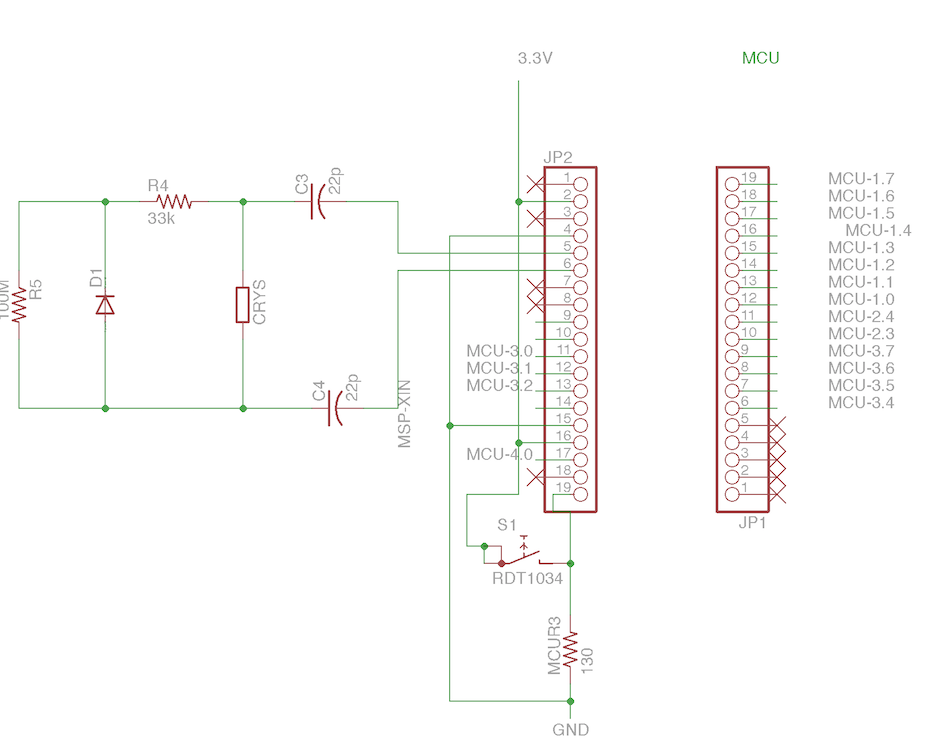 3.3V
MCU
JP2
R4
33k
C3
22p
R5
D1
CRYS
C4
22p
MSP-XIN
1
2
3
4
5
6
7
8
9
10
MCU-3.0 11
MCU-3.1 12
MCU-3.2 13
14
15
16
MCU-4.0 17
18
19
19 MCU-1.7
18 MCU-1.6
17 MCU-1.5
16 MCU-1.4
15 MCU-1.3
14 MCU-1.2
13 MCU-1.1
12 MCU-1.0
11 MCU-2.4
10 MCU-2.3
9 MCU-3.7
8 MCU-3.6
7 MCU-3.5
6 MCU-3.4
5
4
3
2
1
JP1
S1
RDT1034
MCUR3
130
GND